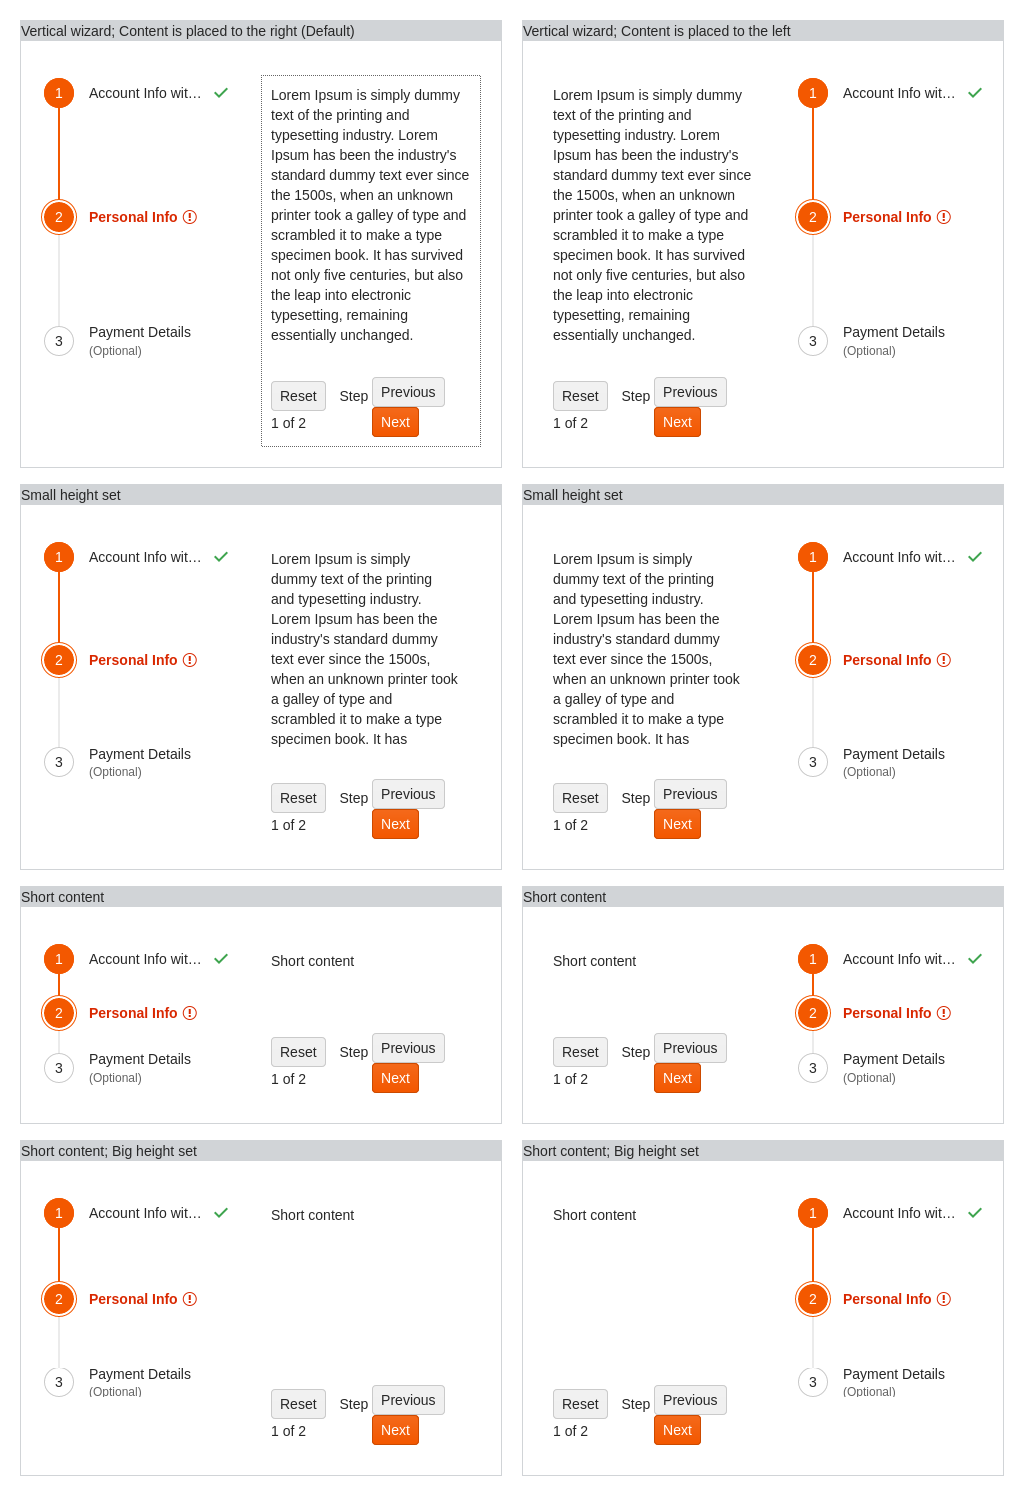 Vertical wizard; Content is placed to the right (Default)
1 Account Info wit...
2 Personal Info
3 Payment Details
(Optional)
Lorem Ipsum is simply dummy
text of the printing and
typesetting industry. Lorem
Ipsum has been the industry's
standard dummy text ever since
the 1500s, when an unknown
printer took a galley of type and
scrambled it to make a type
specimen book. It has survived
not only five centuries, but also
the leap into electronic
typesetting, remaining
essentially unchanged.
Reset Step Previous
1 of 2 Next
Vertical wizard; Content is placed to the left
Lorem Ipsum is simply dummy
text of the printing and
typesetting industry. Lorem
Ipsum has been the industry's
standard dummy text ever since
the 1500s, when an unknown
printer took a galley of type and
scrambled it to make a type
specimen book. It has survived
not only five centuries, but also
the leap into electronic
typesetting, remaining
essentially unchanged.
Reset Step Previous
1 of 2 Next
1 Account Info wit...
2 Personal Info
3 Payment Details
(Optional)
Small height set
1 Account Info wit...
2 Personal Info
3 Payment Details
(Optional)
Lorem Ipsum is simply
dummy text of the printing
and typesetting industry.
Lorem Ipsum has been the
industry's standard dummy
text ever since the 1500s,
when an unknown printer took
a galley of type and
scrambled it to make a type
specimen book. It has
Reset Step Previous
1 of 2 Next
Small height set
Lorem Ipsum is simply
dummy text of the printing
and typesetting industry.
Lorem Ipsum has been the
industry's standard dummy
text ever since the 1500s,
when an unknown printer took
a galley of type and
scrambled it to make a type
specimen book. It has
Reset Step Previous
1 of 2 Next
1 Account Info wit...
2 Personal Info
3 Payment Details
(Optional)
Short content
1 Account Info wit...
2 Personal Info
3 Payment Details
(Optional)
Short content
Reset Step Previous
1 of 2 Next
Short content
Short content
Reset Step Previous
1 of 2 Next
1 Account Info wit...
2 Personal Info
3 Payment Details
(Optional)
Short content; Big height set
1 Account Info wit...
2 Personal Info
3 Payment Details
(Optional)
Short content
Reset Step Previous
1 of 2 Next
Short content; Big height set
Short content
Reset Step Previous
1 of 2 Next
1 Account Info wit...
2 Personal Info
3 Payment Details
(Optional)